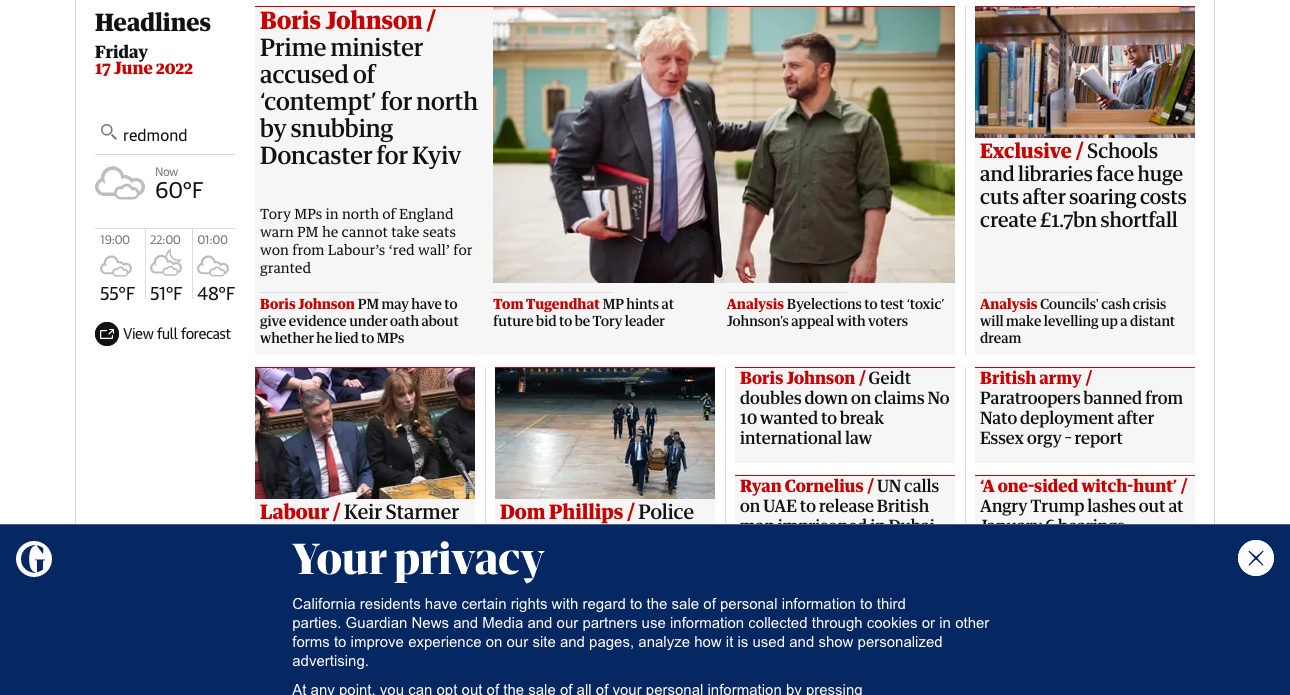 Headlines
Friday
17 June 2022
redmond
Now
60°F
19:00
22:00
01:00
55°F
51°F
48°F
View full forecast
Boris Johnson /
Prime minister
accused of
‘contempt’ for north
by snubbing
Doncaster for Kyiv
Tory MPs in north of England
warn PM he cannot take seats
won from Labour’s ‘red wall’ for
granted
Boris Johnson PM may have to
give evidence under oath about
whether he lied to MPs
Tom Tugendhat MP hints at
future bid to be Tory leader
Analysis Byelections to test ‘toxic’
Johnson’s appeal with voters
Exclusive / Schools
and libraries face huge
cuts after soaring costs
create £1.7bn shortfall
Analysis Councils’ cash crisis
will make levelling up a distant
dream
Labour / Keir Starmer
Dom Phillips / Police
Boris Johnson / Geidt
doubles down on claims No
10 wanted to break
international law
Ryan Cornelius / UN calls
on UAE to release British
man imprisoned in Dubai
British army /
Paratroopers banned from
Nato deployment after
Essex orgy – report
‘A one-sided witch-hunt’ /
Angry Trump lashes out at
January 6 hearings
Your privacy
California residents have certain rights with regard to the sale of personal information to third
parties. Guardian News and Media and our partners use information collected through cookies or in other
forms to improve experience on our site and pages, analyze how it is used and show personalized
advertising.
At any point, you can opt out of the sale of all of your personal information by pressing